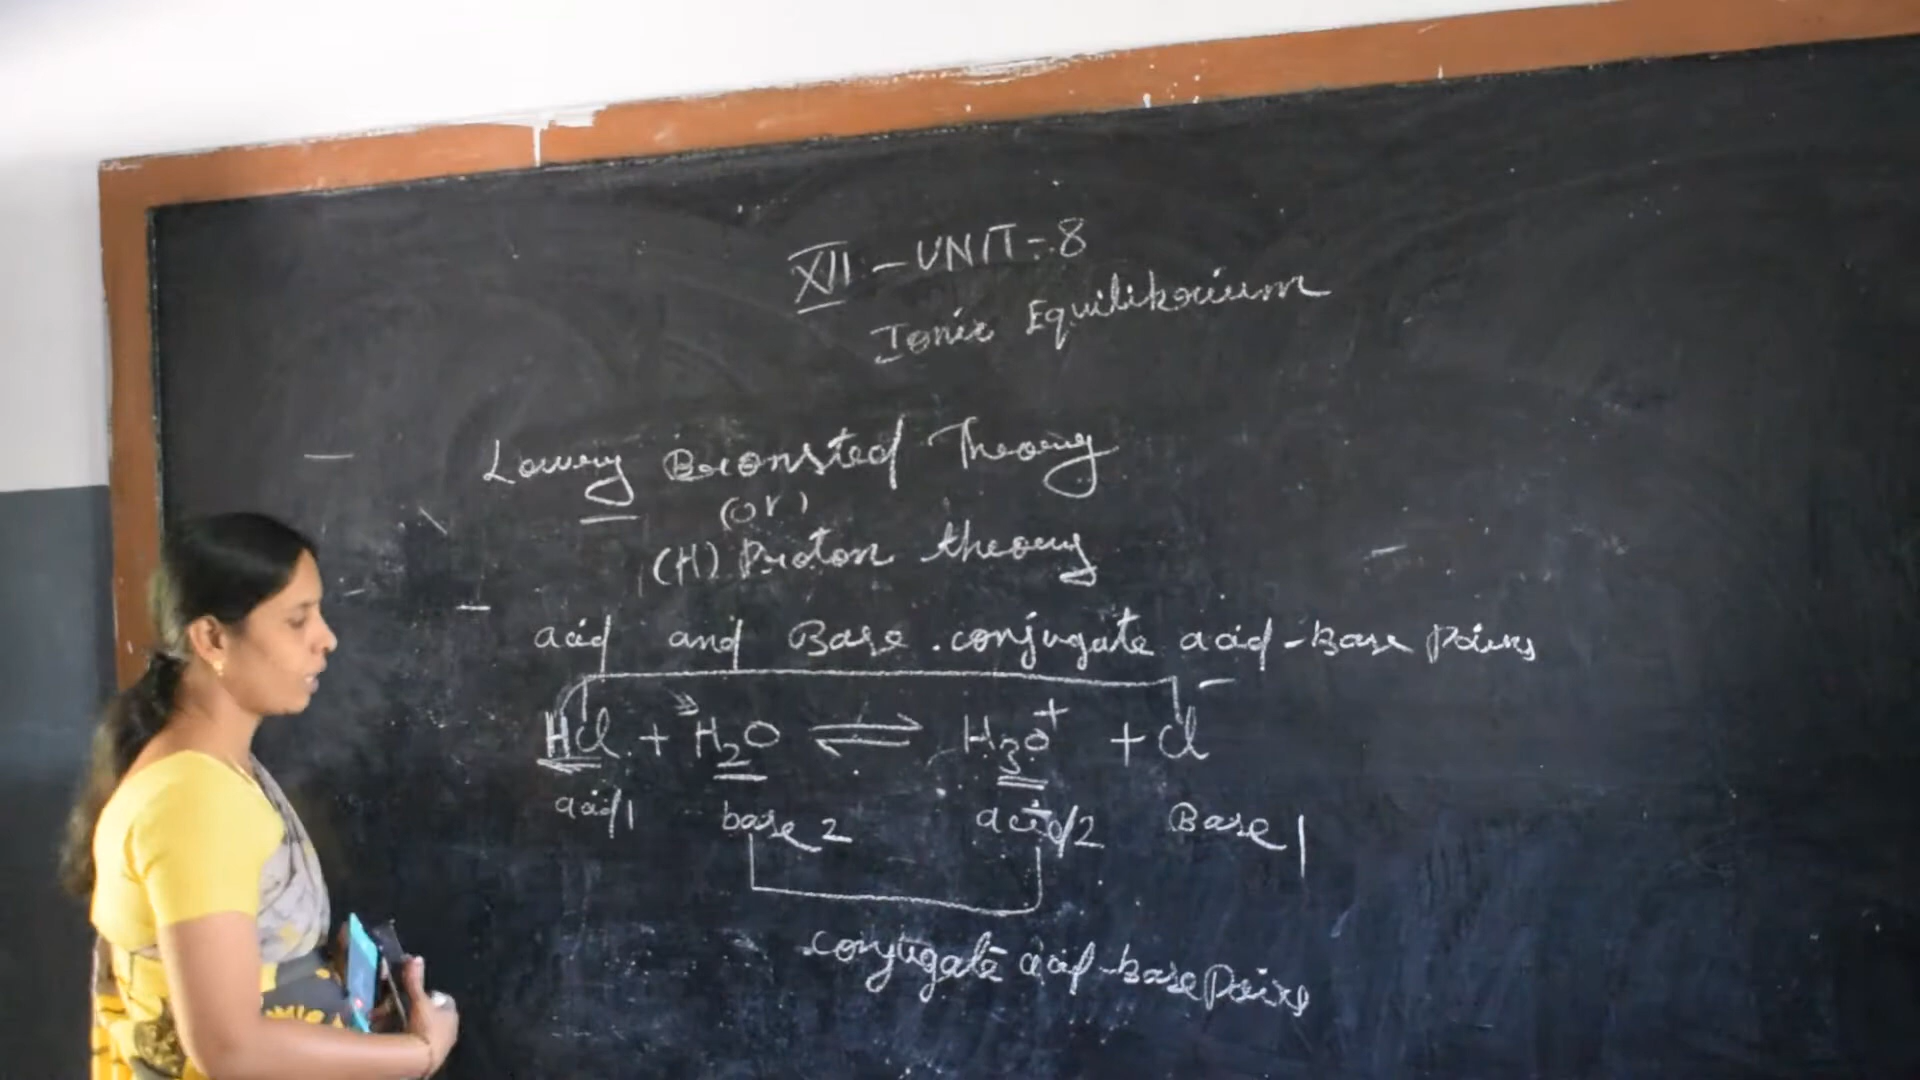 XII - UNIT - 8
Ionic Equilibrium
Lowry Bronsted Theory
(or)
(H) Proton theory
acid and Base . conjugate acid - Base pairs
HCl + H₂O ⇌ H₃O⁺ + Cl⁻
acid 1 base 2 acid 2 Base 1
conjugate acid - base pairs